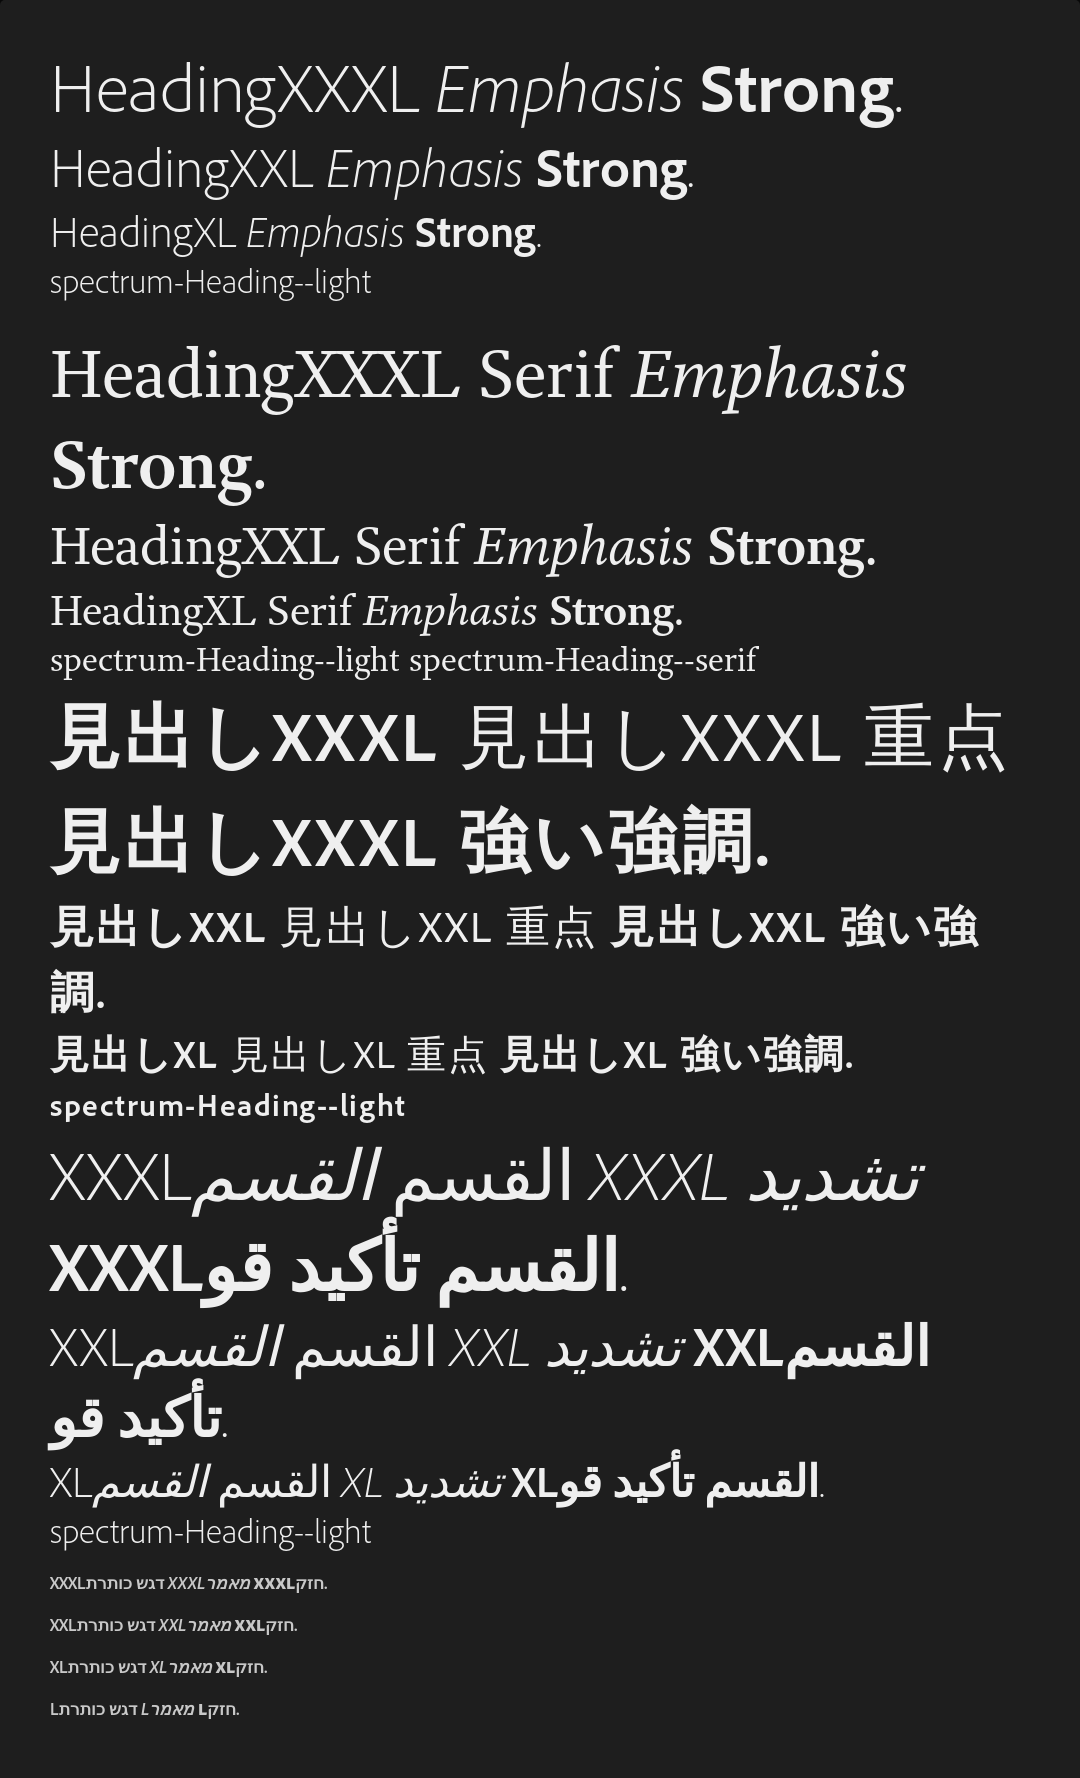 HeadingXXXL Emphasis Strong.
HeadingXXL Emphasis Strong.
HeadingXL Emphasis Strong.
spectrum-Heading--light
HeadingXXXL Serif Emphasis
Strong.
HeadingXXL Serif Emphasis Strong.
HeadingXL Serif Emphasis Strong.
spectrum-Heading--light spectrum-Heading--serif
見出しXXXL 見出しXXXL 重点
見出しXXXL 強い強調.
見出しXXL 見出しXXL 重点 見出しXXL 強い強
調.
見出しXL 見出しXL 重点 見出しXL 強い強調.
spectrum-Heading--light
XXXLالقسم القسم XXXL تشديد
XXXLالقسم تأكيد قو.
XXLالقسم القسم XXL تشديد XXLالقسم
تأكيد قو.
XLالقسم القسم XL تشديد XLالقسم تأكيد قو.
spectrum-Heading--light
XXXLכותרת דגש XXXLמאמר XXXLחזק.
XXLכותרת דגש XXLמאמר XXLחזק.
XLכותרת דגש XLמאמר XLחזק.
Lכותרת דגש Lמאמר Lחזק.